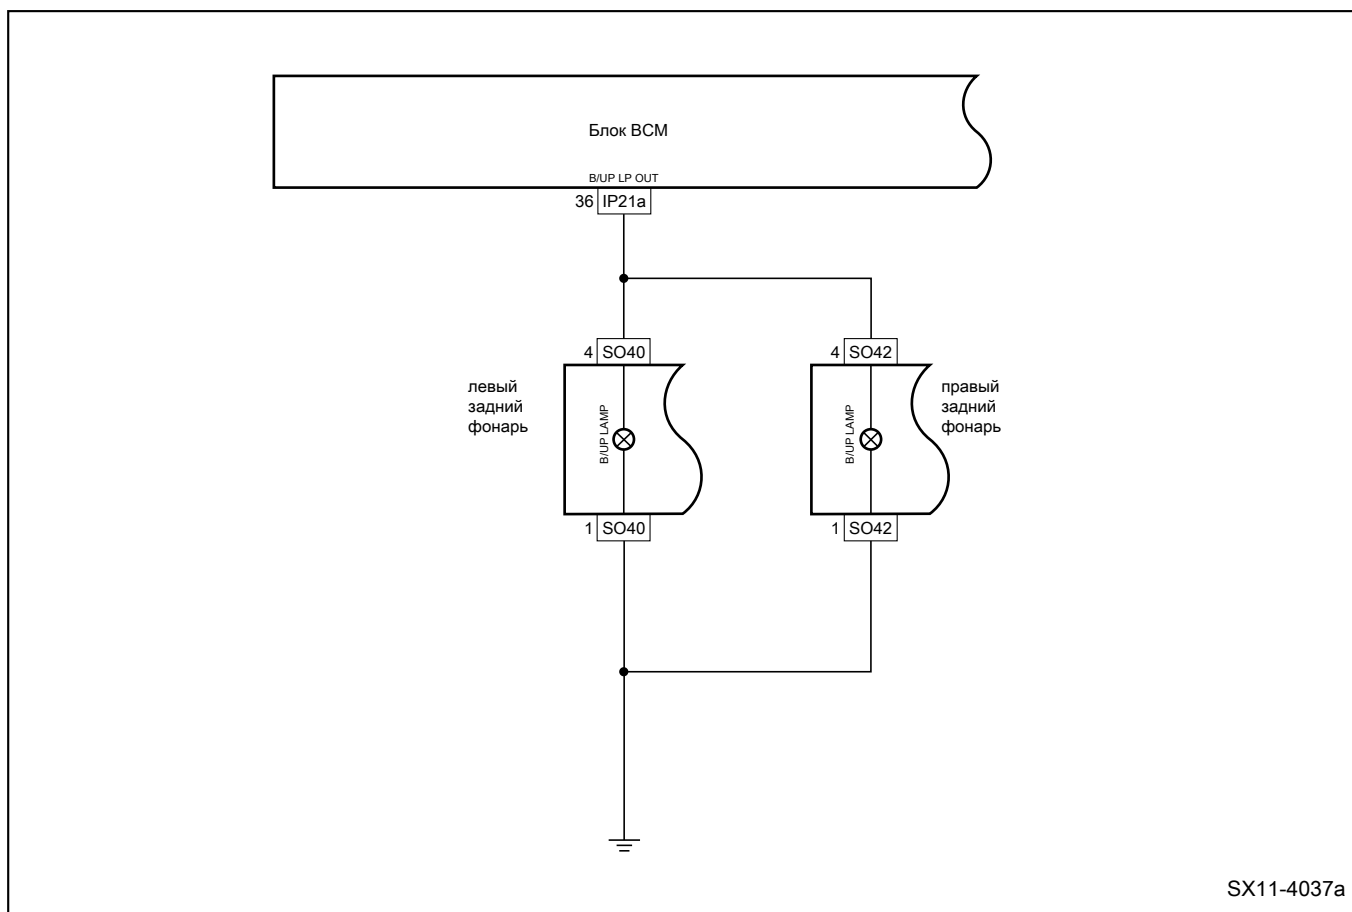 Блок BCM
B/UP LP OUT
36 IP21a
4 SO40
4 SO42
левый
задний
фонарь
B/UP LAMP
B/UP LAMP
правый
задний
фонарь
1 SO40
1 SO42
SX11-4037a